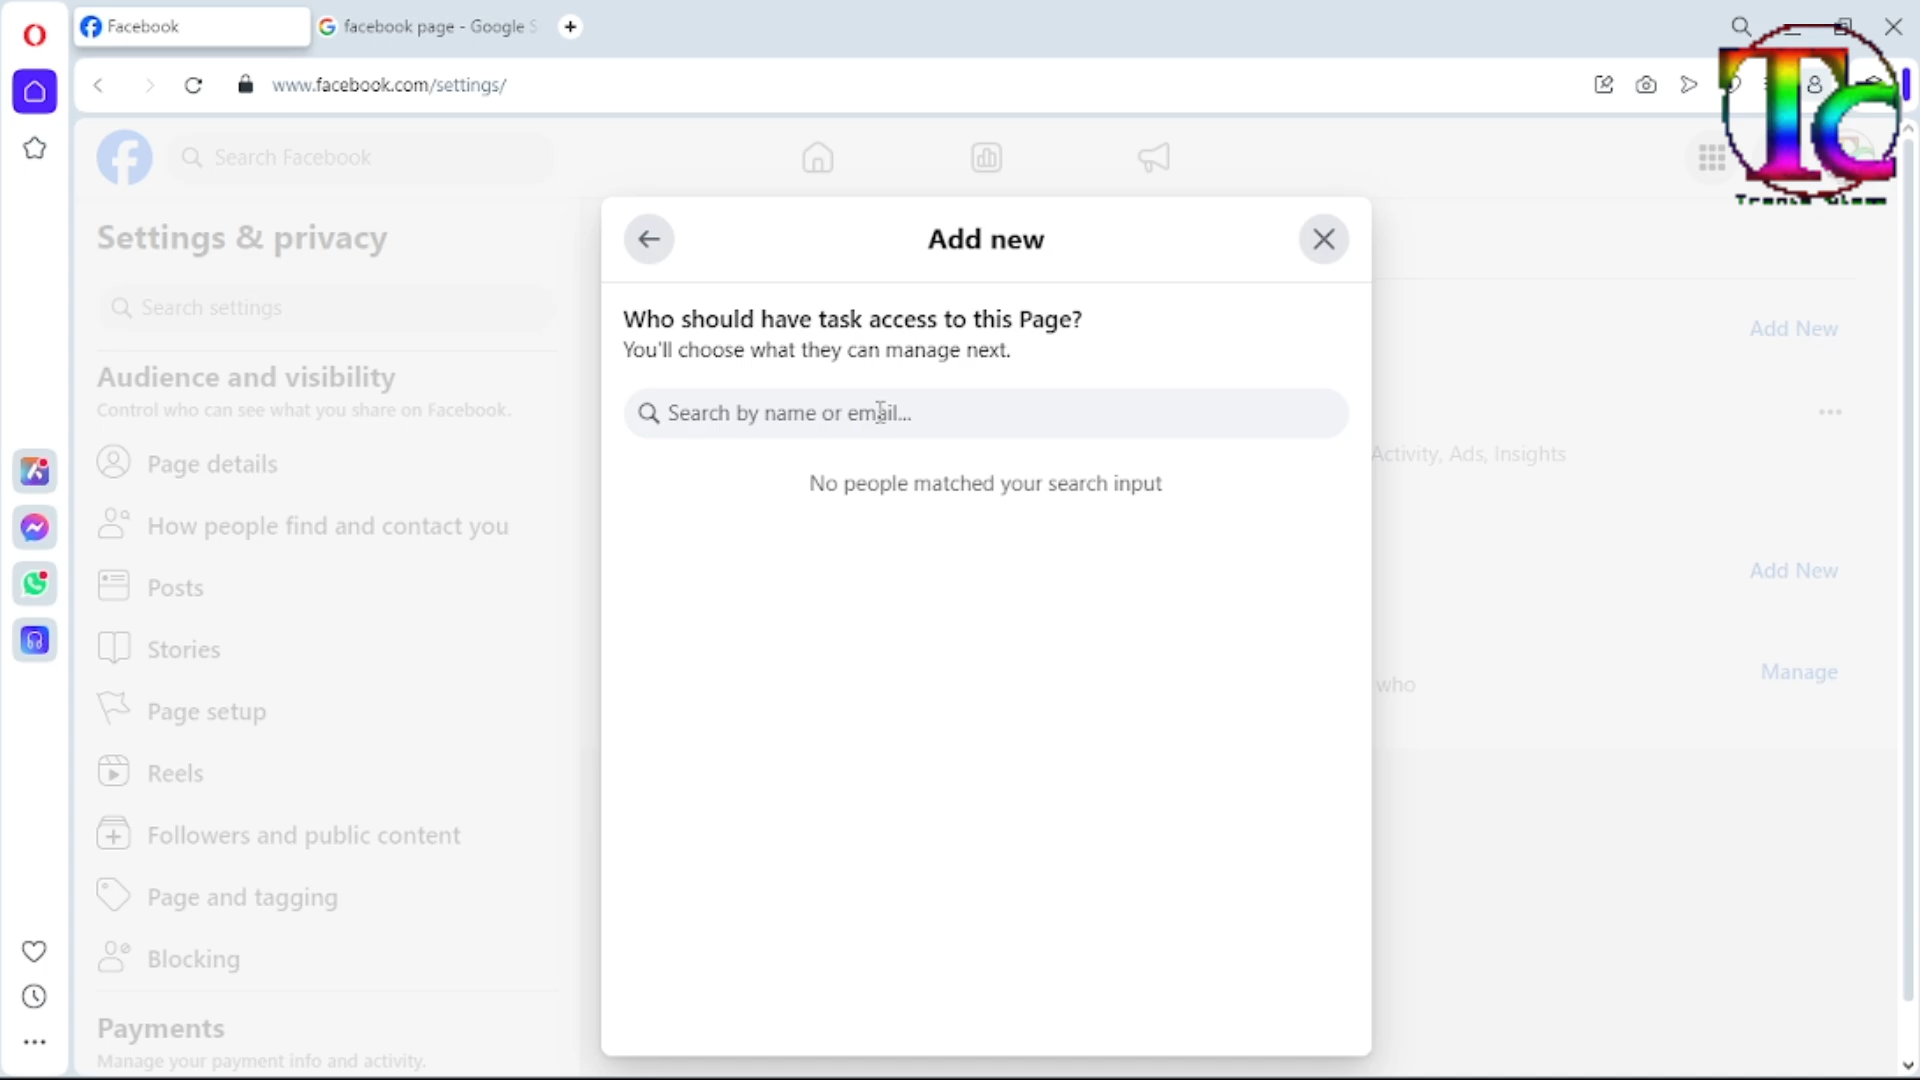 Facebook
facebook page - Google S
www.facebook.com/settings/
Search Facebook
Tc
Settings & privacy
Search settings
Audience and visibility
Control who can see what you share on Facebook.
Page details
How people find and contact you
Posts
Stories
Page setup
Reels
Followers and public content
Page and tagging
Blocking
Payments
Manage your payment info and activity.
Add new
Who should have task access to this Page?
You'll choose what they can manage next.
Search by name or email...
No people matched your search input
Add New
Activity, Ads, Insights
Add New
Manage
who